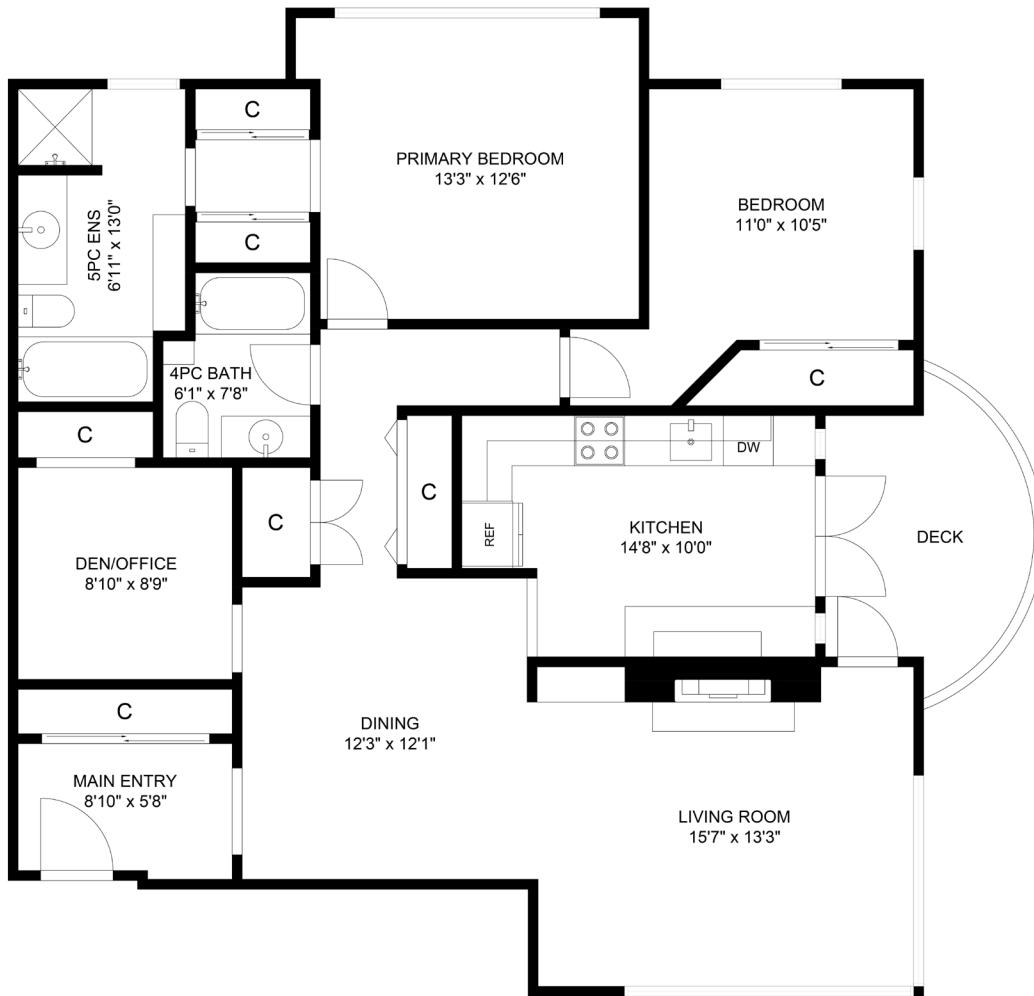 C
PRIMARY BEDROOM
13'3" x 12'6"
BEDROOM
11'0" x 10'5"
5PC ENS
6'11" x 13'0"
C
4PC BATH
6'1" x 7'8"
C
C
DW
C
C
REF
KITCHEN
14'8" x 10'0"
DECK
DEN/OFFICE
8'10" x 8'9"
C
DINING
12'3" x 12'1"
MAIN ENTRY
8'10" x 5'8"
LIVING ROOM
15'7" x 13'3"